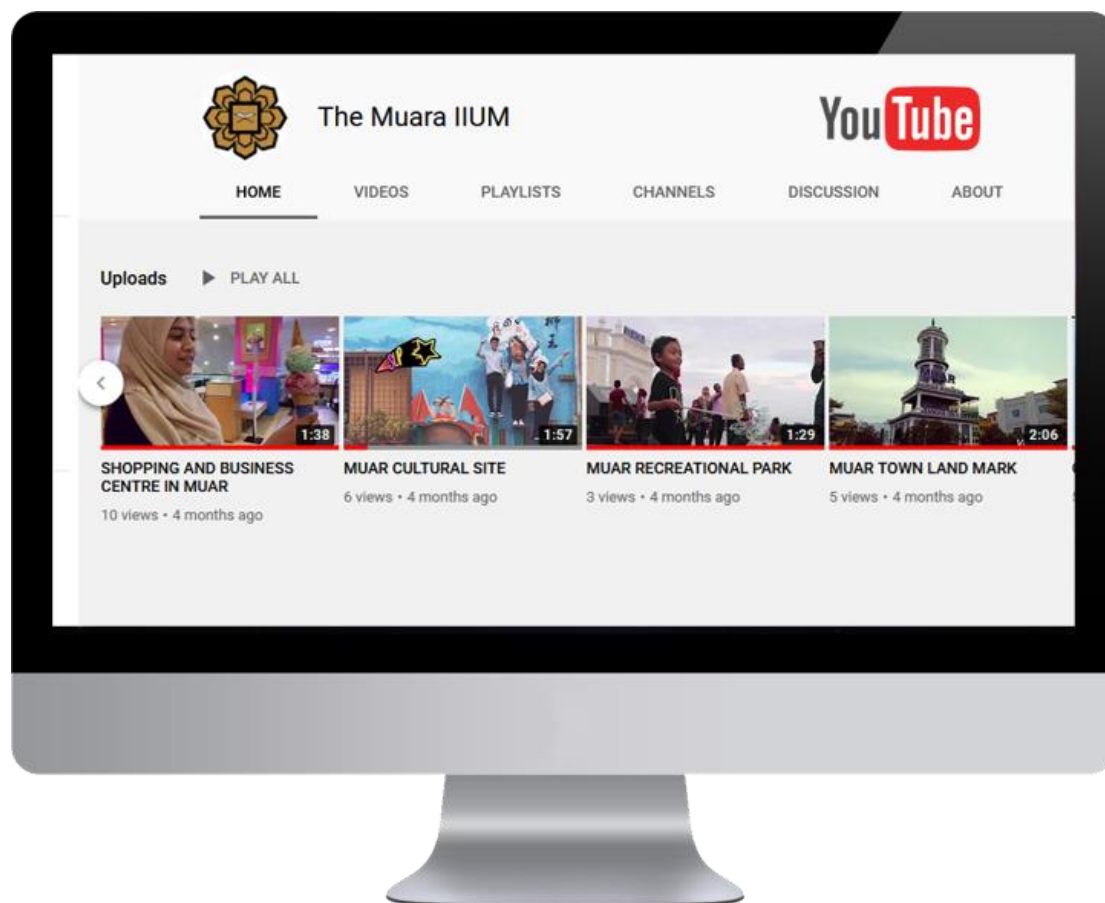 The Muara IIUM
YouTube
HOME VIDEOS PLAYLISTS CHANNELS DISCUSSION ABOUT
Uploads PLAY ALL
1:38 1:57 1:29 2:06
SHOPPING AND BUSINESS
CENTRE IN MUAR
10 views • 4 months ago
MUAR CULTURAL SITE
6 views • 4 months ago
MUAR RECREATIONAL PARK
3 views • 4 months ago
MUAR TOWN LAND MARK
5 views • 4 months ago